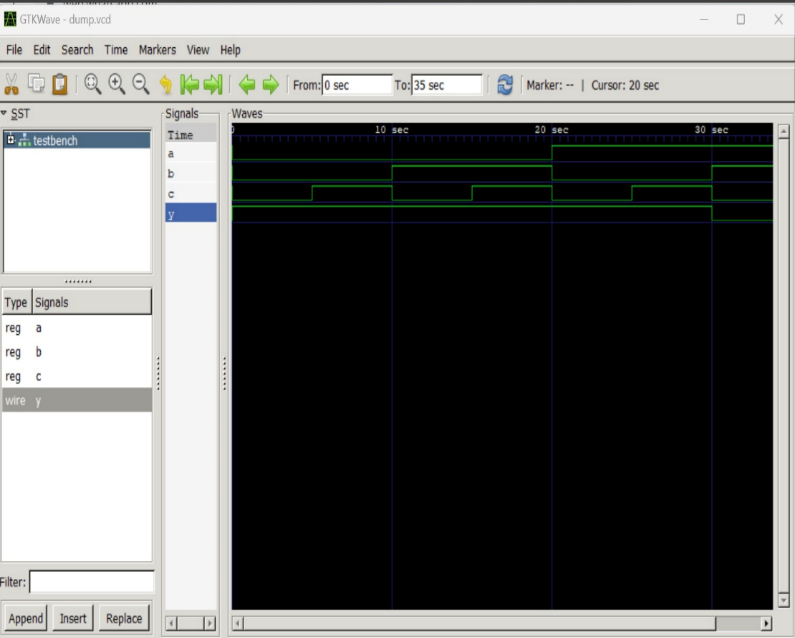 GTKWave - dump.vcd
File Edit Search Time Markers View Help
From: 0 sec To: 35 sec Marker: -- | Cursor: 20 sec
SST
testbench
Type Signals
reg a
reg b
reg c
wire y
Filter:
Append Insert Replace
Signals
Time
a
b
c
y
Waves
0 10 sec 20 sec 30 sec